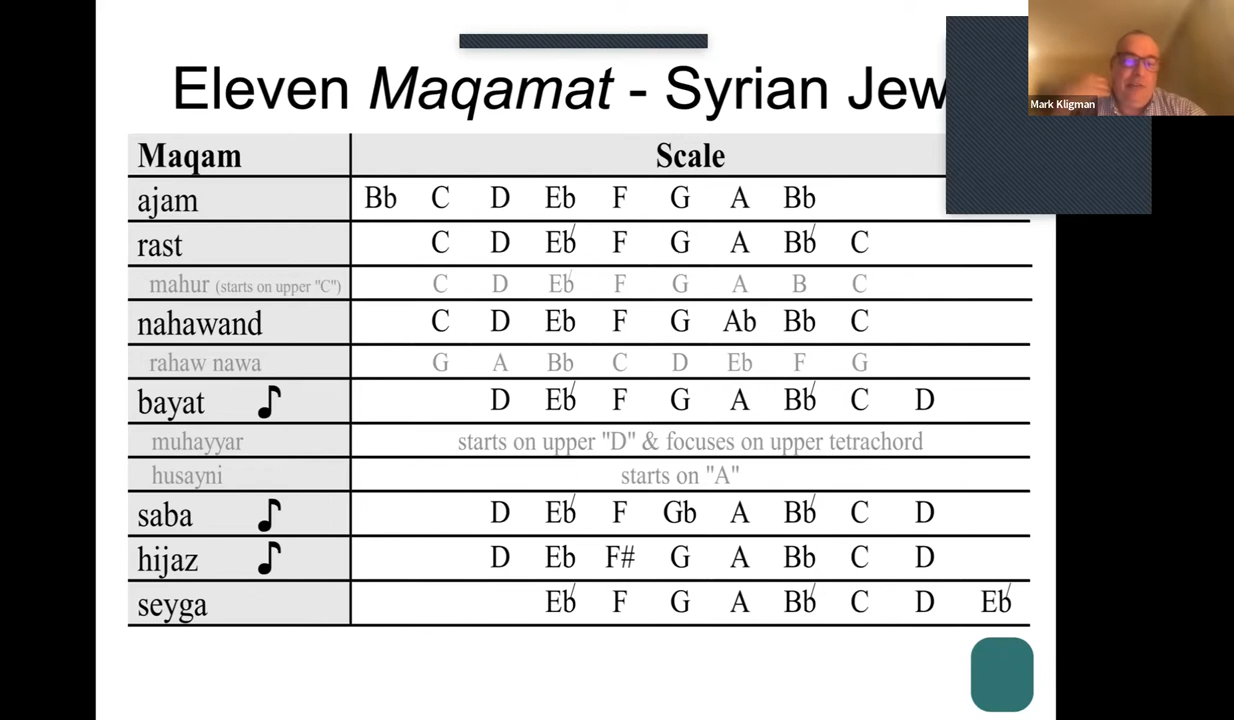 Eleven Maqamat - Syrian Jew
Mark Kligman
Maqam Scale
ajam Bb C D Eb F G A Bb
rast C D Eb̸ F G A Bb̸ C
mahur (starts on upper "C") C D Eb̸ F G A B C
nahawand C D Eb F G Ab Bb C
rahaw nawa G A Bb C D Eb F G
bayat ♪ D Eb̸ F G A Bb̸ C D
muhayyar starts on upper "D" & focuses on upper tetrachord
husayni starts on "A"
saba ♪ D Eb̸ F Gb A Bb̸ C D
hijaz ♪ D Eb F# G A Bb C D
seyga Eb̸ F G A Bb̸ C D Eb̸